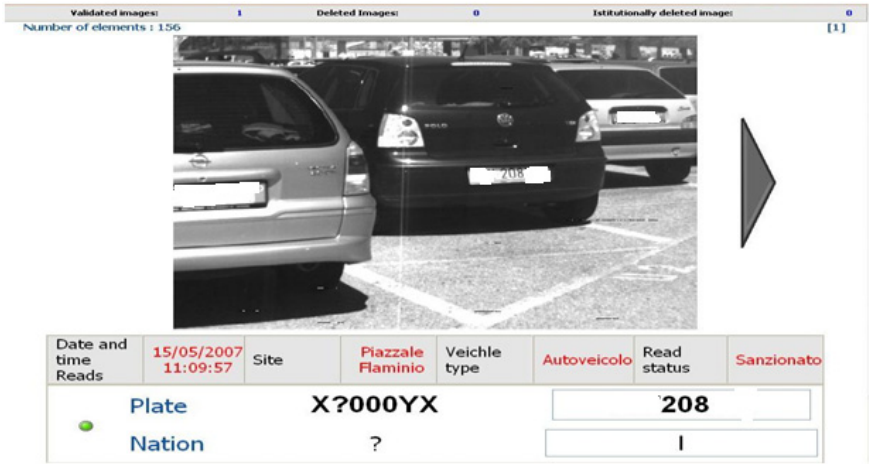 Validated images: 1 Deleted Images: 0 Istitutionally deleted image: 0
Number of elements : 156 [1]
POLO
208
Date and time Reads 15/05/2007 11:09:57 Site Piazzale Flaminio Veichle type Autoveicolo Read status Sanzionato
Plate X?000YX 208
Nation ? I